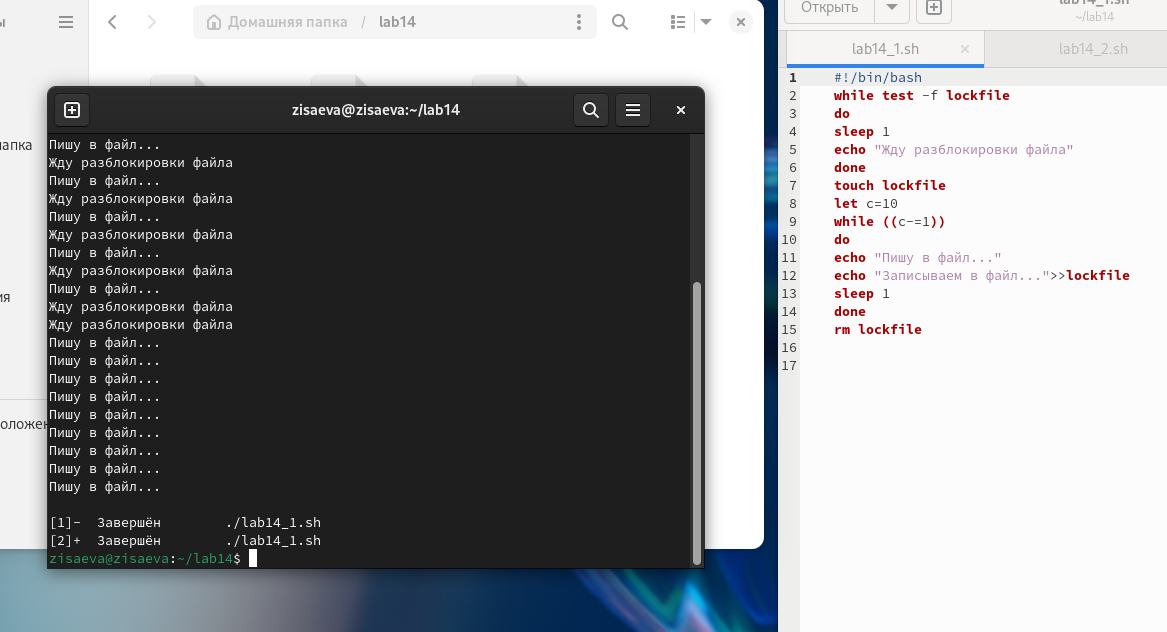 Домашняя папка / lab14
апка
ия
оложен
zisaeva@zisaeva:~/lab14
Пишу в файл...
Жду разблокировки файла
Пишу в файл...
Жду разблокировки файла
Пишу в файл...
Жду разблокировки файла
Пишу в файл...
Жду разблокировки файла
Пишу в файл...
Жду разблокировки файла
Жду разблокировки файла
Пишу в файл...
Пишу в файл...
Пишу в файл...
Пишу в файл...
Пишу в файл...
Пишу в файл...
Пишу в файл...
Пишу в файл...
Пишу в файл...
[1]-  Завершён        ./lab14_1.sh
[2]+  Завершён        ./lab14_1.sh
zisaeva@zisaeva:~/lab14$
Открыть
lab14_1.sh
~/lab14
lab14_1.sh
lab14_2.sh
1 #!/bin/bash
2 while test -f lockfile
3 do
4 sleep 1
5 echo "Жду разблокировки файла"
6 done
7 touch lockfile
8 let c=10
9 while ((c-=1))
10 do
11 echo "Пишу в файл..."
12 echo "Записываем в файл...">>lockfile
13 sleep 1
14 done
15 rm lockfile
16
17